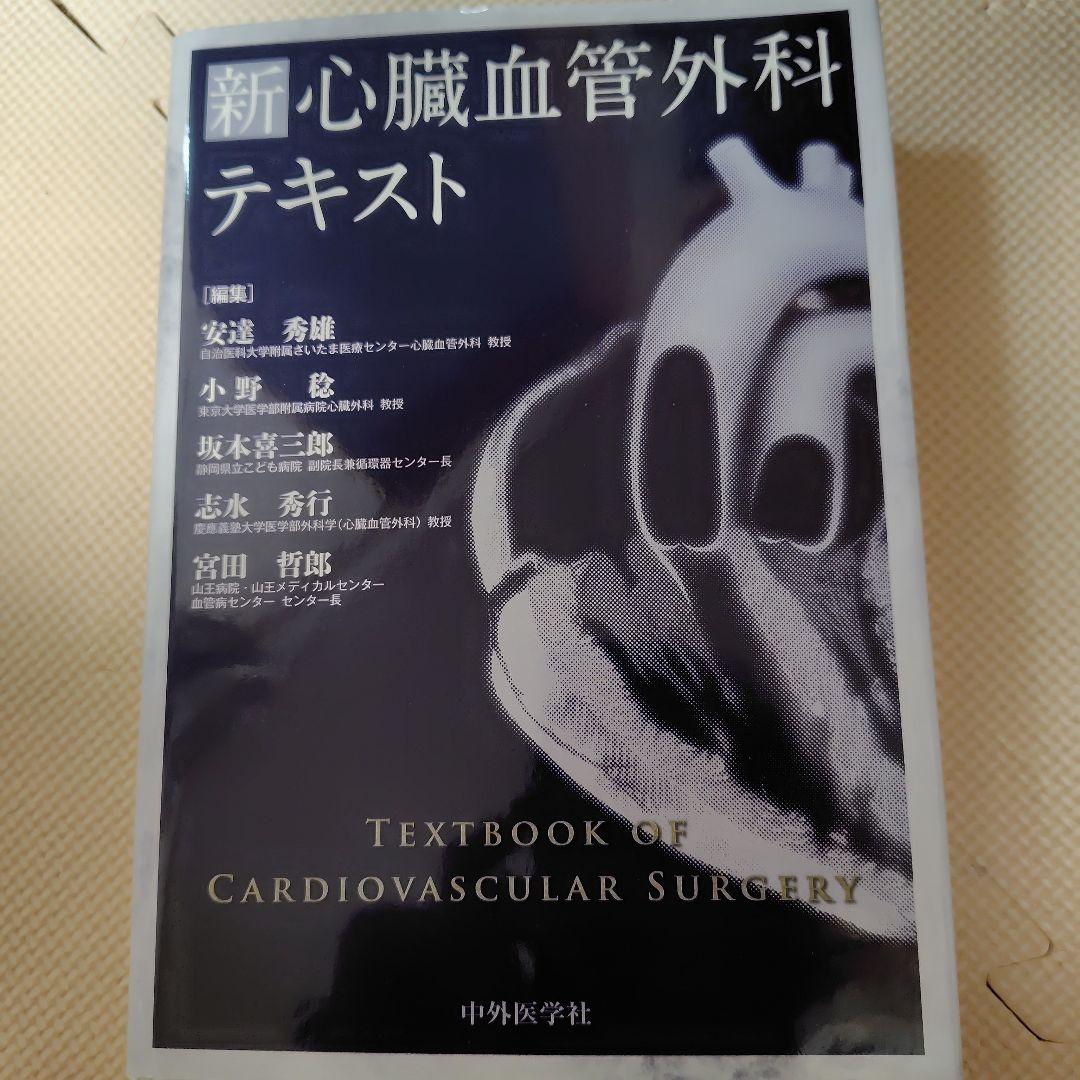 新 心臓血管外科
テキスト
［編集］
安達 秀雄
自治医科大学附属さいたま医療センター心臓血管外科 教授
小野 稔
東京大学医学部附属病院心臓外科 教授
坂本喜三郎
静岡県立こども病院 副院長兼循環器センター長
志水 秀行
慶應義塾大学医学部外科学（心臓血管外科） 教授
宮田 哲郎
山王病院・山王メディカルセンター
血管病センター センター長
TEXTBOOK OF
CARDIOVASCULAR SURGERY
中外医学社